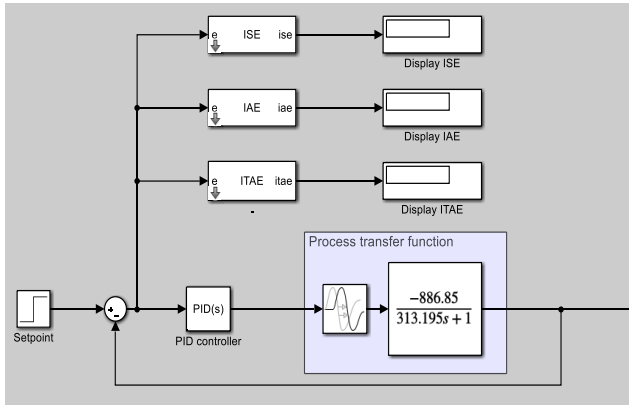 e ISE ise
Display ISE
e IAE iae
Display IAE
e ITAE itae
-
Display ITAE
Process transfer function
Setpoint
+
-
PID(s)
PID controller
-886.85
313.195s + 1